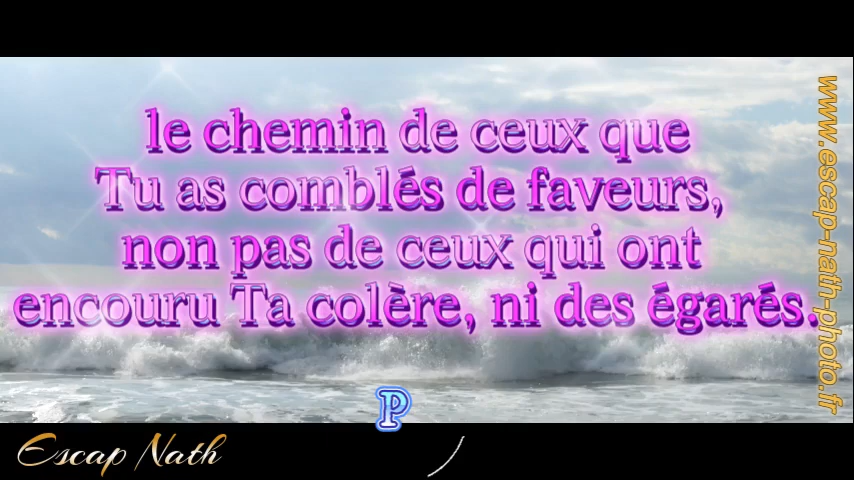 le chemin de ceux que
Tu as comblés de faveurs,
non pas de ceux qui ont
encouru Ta colère, ni des égarés.
www.escap-nath-photo.fr
P
Escap Nath